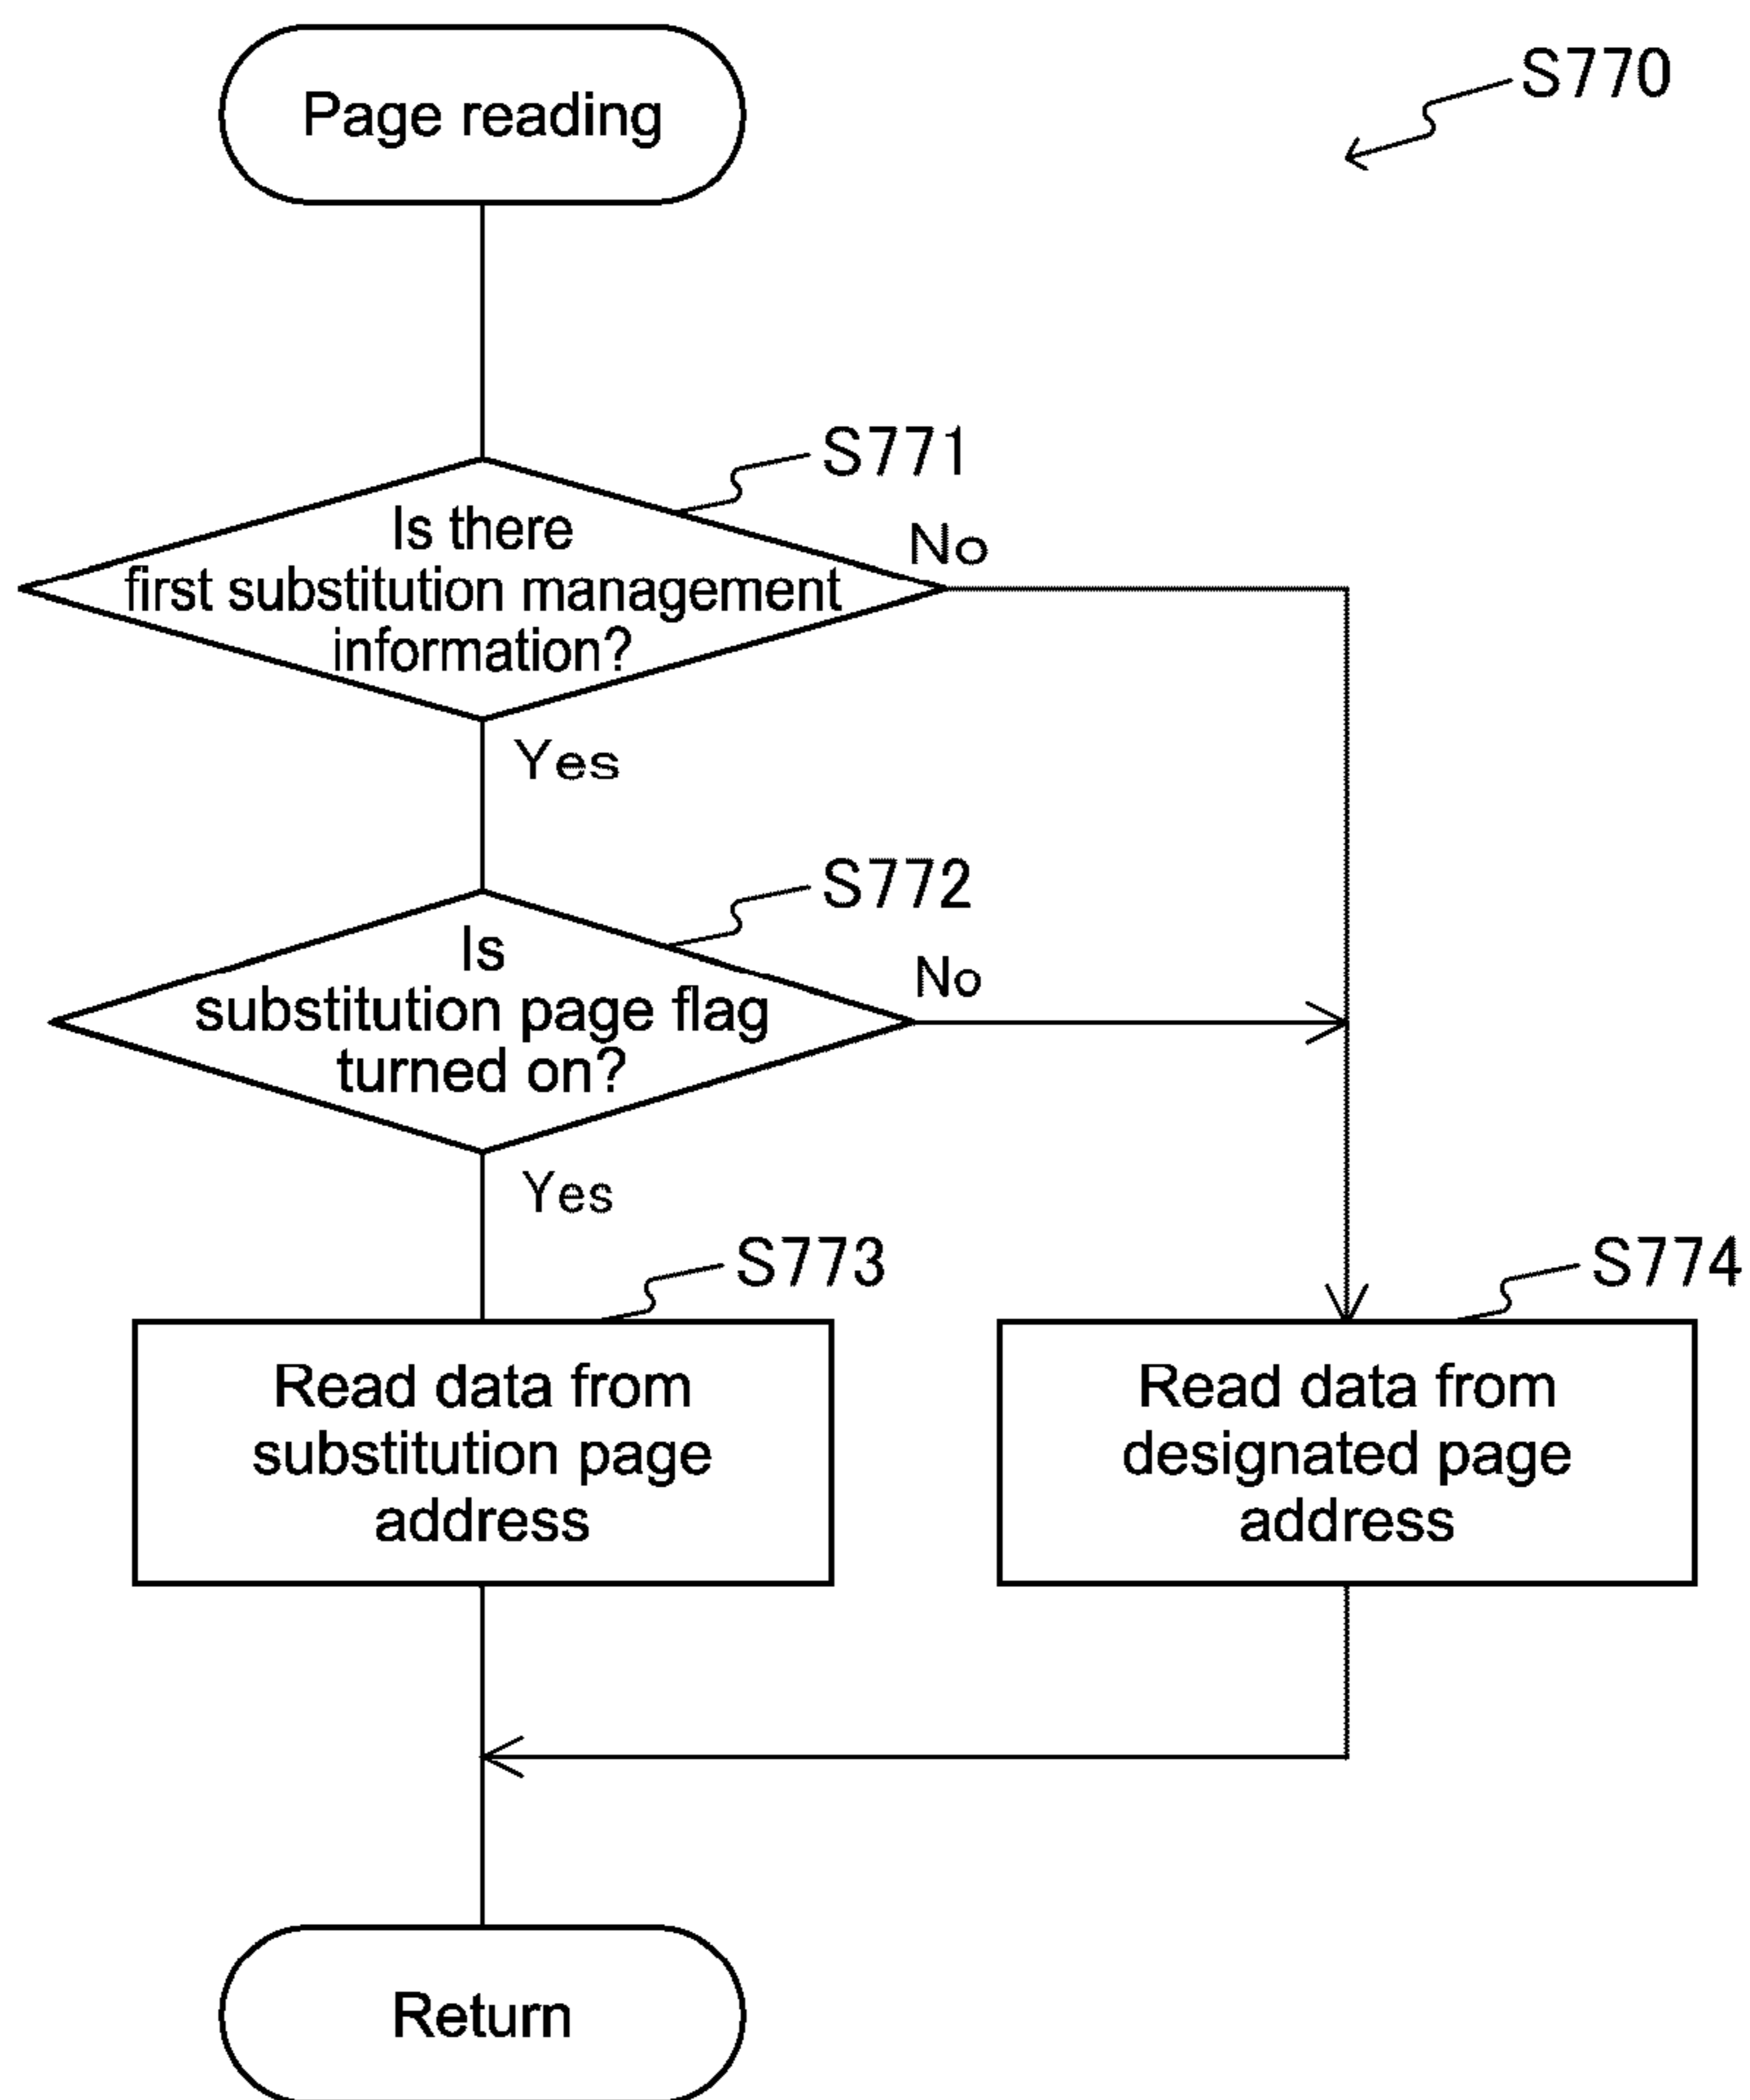 Page reading
S770
S771
Is there
first substitution management
information?
No
Yes
S772
Is
substitution page flag
turned on?
No
Yes
S773
Read data from
substitution page
address
S774
Read data from
designated page
address
Return